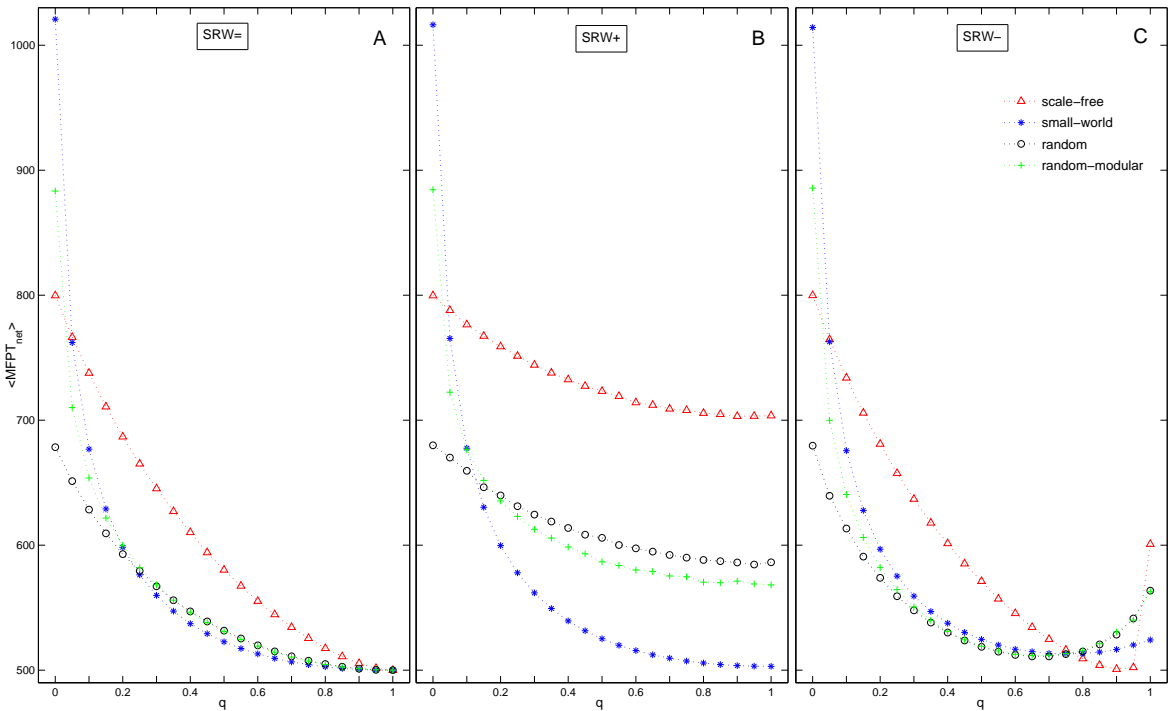 SRW=
A
SRW+
B
SRW−
C
scale−free
small−world
random
random−modular
<MFPT_net>
1000
900
800
700
600
500
0
0.2
0.4
0.6
0.8
1
q
0
0.2
0.4
0.6
0.8
1
q
0
0.2
0.4
0.6
0.8
1
q